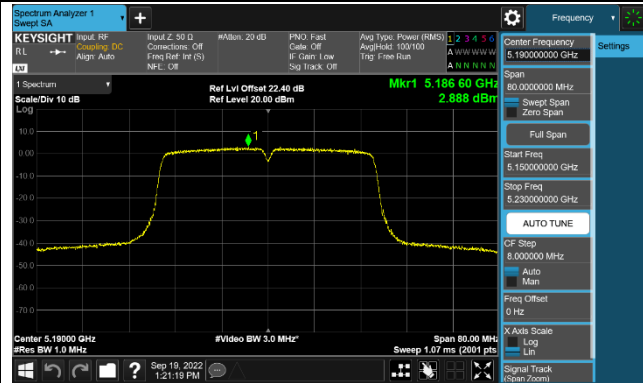 Spectrum Analyzer 1
Swept SA
+
Frequency
KEYSIGHT
Input: RF
Coupling: DC
Align: Auto
Input Z: 50 Ω
Corrections: Off
Freq Ref: Int (S)
NFE: Off
#Atten: 20 dB
PNO: Fast
Gate: Off
IF Gain: Low
Sig Track: Off
Avg Type: Power (RMS)
Avg|Hold: 100/100
Trig: Free Run
1 2 3 4 5 6
A W W W W W
A N N N N N
RL
LXI
1 Spectrum
Scale/Div 10 dB
Log
Ref Lvl Offset 22.40 dB
Ref Level 20.00 dBm
Mkr1 5.186 60 GHz
2.888 dBm
1
10.0
0.00
-10.0
-20.0
-30.0
-40.0
-50.0
-60.0
-70.0
Center 5.19000 GHz
#Res BW 1.0 MHz
#Video BW 3.0 MHz*
Span 80.00 MHz
Sweep 1.07 ms (2001 pts)
?
Sep 19, 2022
1:21:19 PM
Settings
Center Frequency
5.190000000 GHz
Span
80.0000000 MHz
Swept Span
Zero Span
Full Span
Start Freq
5.150000000 GHz
Stop Freq
5.230000000 GHz
AUTO TUNE
CF Step
8.000000 MHz
Auto
Man
Freq Offset
0 Hz
X Axis Scale
Log
Lin
Signal Track
(Span Zoom)